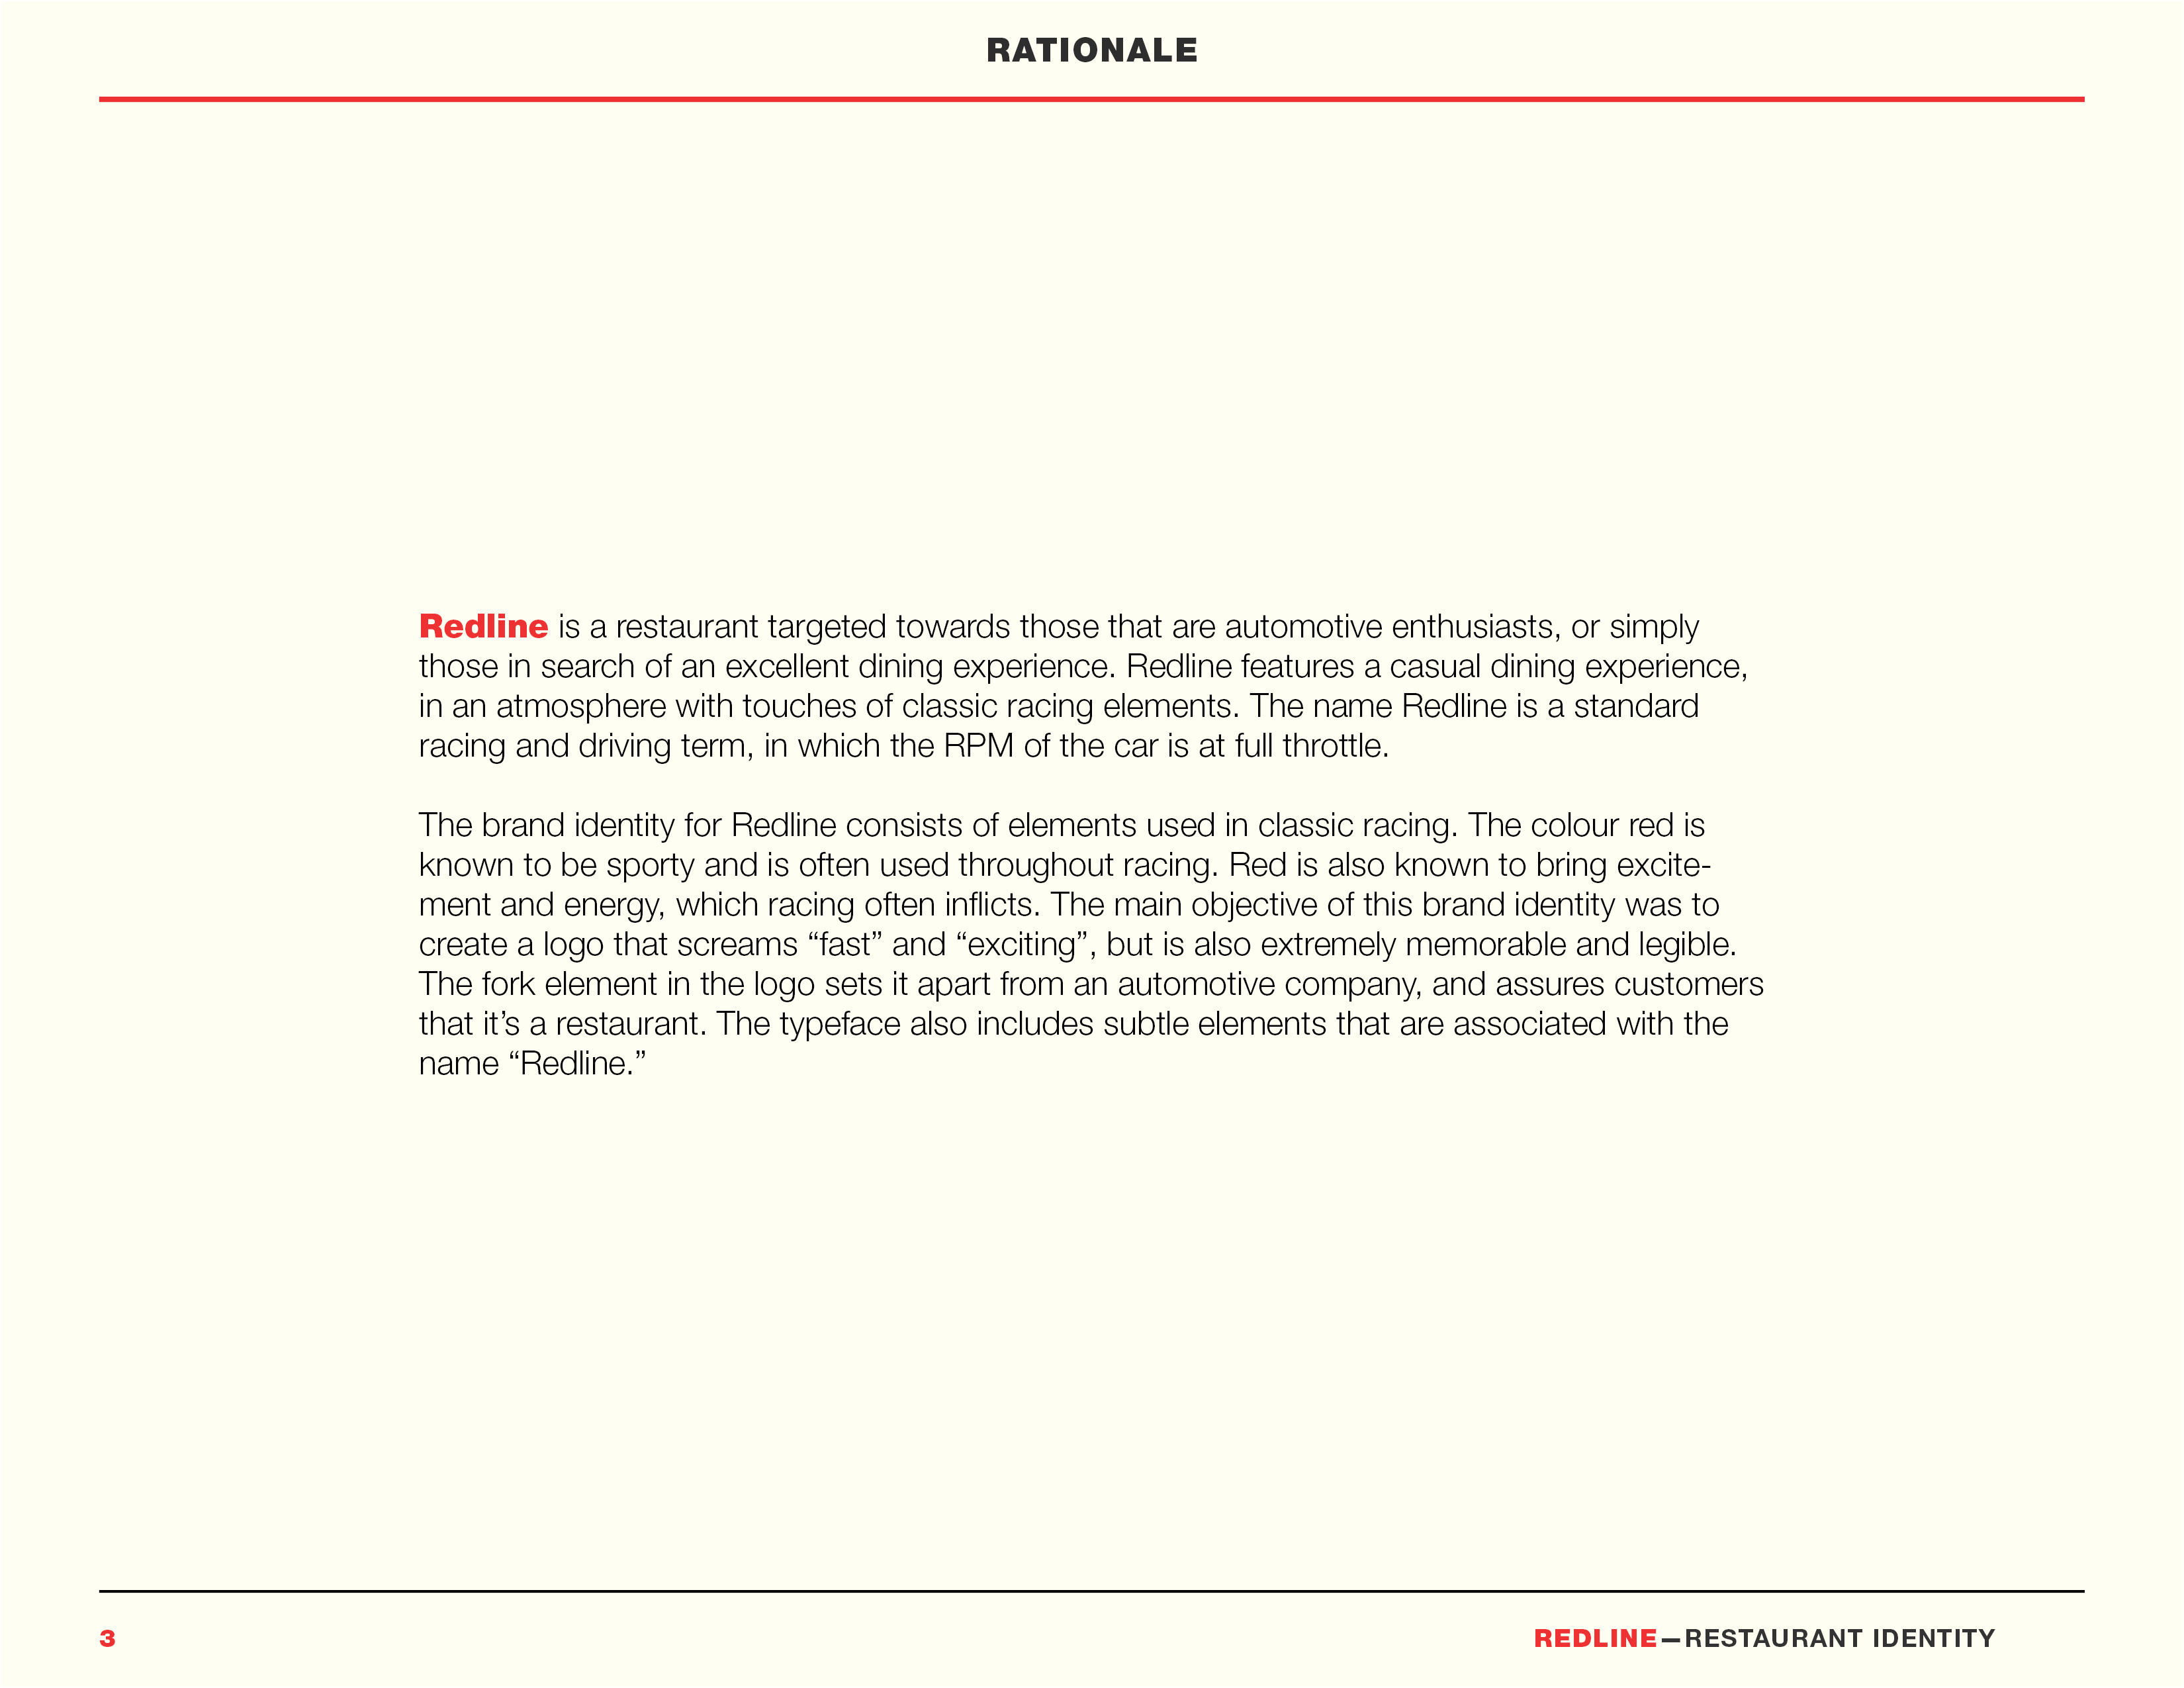 RATIONALE
Redline is a restaurant targeted towards those that are automotive enthusiasts, or simply
those in search of an excellent dining experience. Redline features a casual dining experience,
in an atmosphere with touches of classic racing elements. The name Redline is a standard
racing and driving term, in which the RPM of the car is at full throttle.
The brand identity for Redline consists of elements used in classic racing. The colour red is
known to be sporty and is often used throughout racing. Red is also known to bring excite-
ment and energy, which racing often inflicts. The main objective of this brand identity was to
create a logo that screams “fast” and “exciting”, but is also extremely memorable and legible.
The fork element in the logo sets it apart from an automotive company, and assures customers
that it’s a restaurant. The typeface also includes subtle elements that are associated with the
name “Redline.”
3
REDLINE—RESTAURANT IDENTITY